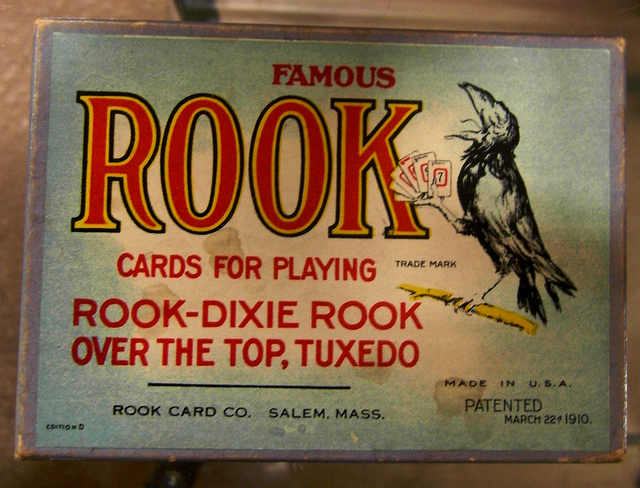 FAMOUS
ROOK
7
CARDS FOR PLAYING
TRADE MARK
ROOK-DIXIE ROOK
OVER THE TOP, TUXEDO
MADE IN U.S.A.
ROOK CARD CO. SALEM, MASS.
PATENTED
MARCH 22d 1910.
EDITION D